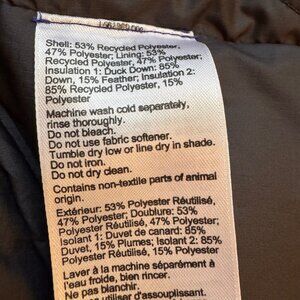 Shell: 53% Recycled Polyester,
47% Polyester; Lining: 53%
Recycled Polyester, 47% Polyester;
Insulation 1: Duck Down: 85%
Down, 15% Feather; Insulation 2:
85% Recycled Polyester, 15%
Polyester
Machine wash cold separately,
rinse thoroughly.
Do not bleach.
Do not use fabric softener.
Tumble dry low or line dry in shade.
Do not iron.
Do not dry clean.
Contains non-textile parts of animal
origin.
Extérieur: 53% Polyester Réutilisé,
47% Polyester; Doublure: 53%
Polyester Réutilisé, 47% Polyester;
Isolant 1: Duvet de canard: 85%
Duvet, 15% Plumes; Isolant 2: 85%
Polyester Réutilisé, 15% Polyester
Laver à la machine séparément à
l'eau froide, bien rincer.
Ne pas blanchir.
utiliser d'assouplissant.